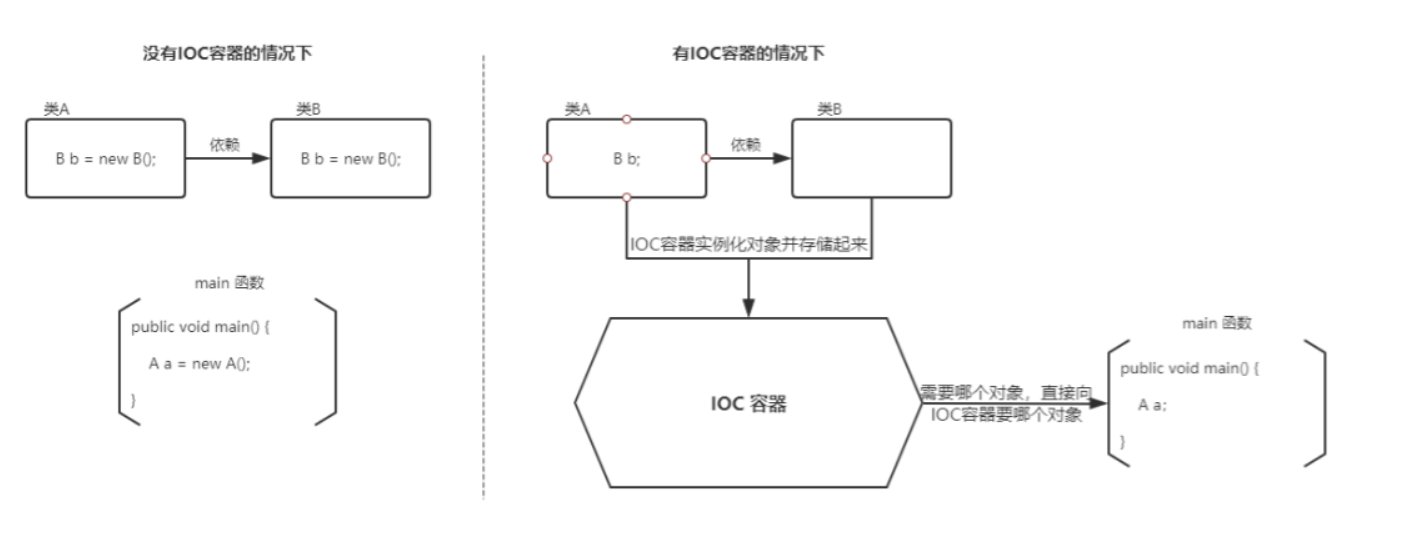 没有IOC容器的情况下
类A
B b = new B();
依赖
类B
B b = new B();
main 函数
public void main() {
A a = new A();
}
有IOC容器的情况下
类A
B b;
依赖
类B
IOC容器实例化对象并存储起来
IOC 容器
需要哪个对象，直接向
IOC容器要哪个对象
main 函数
public void main() {
A a;
}